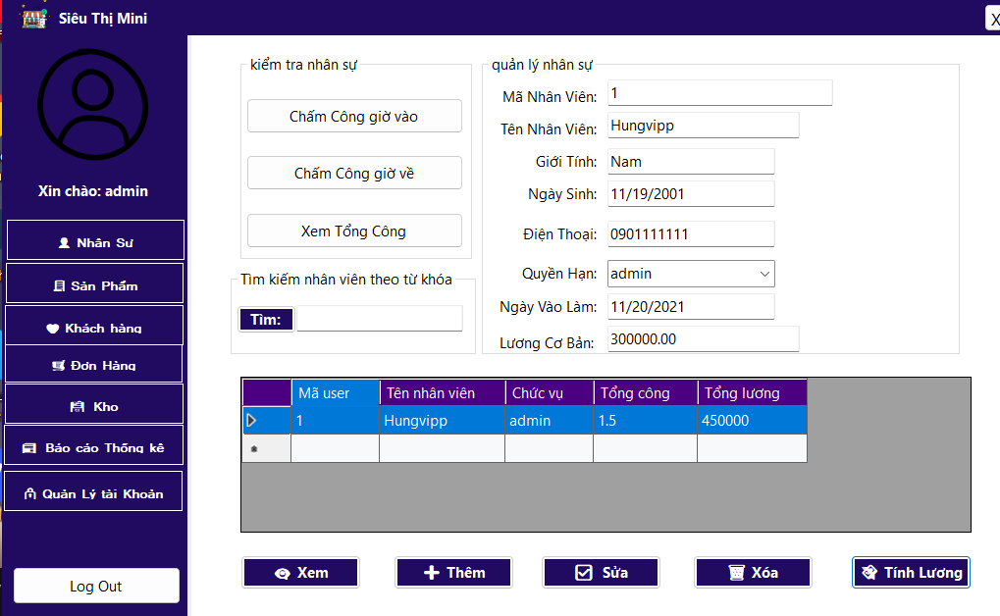 Siêu Thị Mini
X
Xin chào: admin
Nhân Sự
Sản Phẩm
Khách hàng
Đơn Hàng
Kho
Báo cáo Thống kê
Quản Lý tài Khoản
Log Out
kiểm tra nhân sự
Chấm Công giờ vào
Chấm Công giờ về
Xem Tổng Công
Tìm kiếm nhân viên theo từ khóa
Tìm:
quản lý nhân sự
Mã Nhân Viên: 1
Tên Nhân Viên: Hungvipp
Giới Tính: Nam
Ngày Sinh: 11/19/2001
Điện Thoại: 0901111111
Quyền Hạn: admin
Ngày Vào Làm: 11/20/2021
Lương Cơ Bản: 300000.00
Mã user Tên nhân viên Chức vụ Tổng công Tổng lương
1 Hungvipp admin 1.5 450000
Xem Thêm Sửa Xóa Tính Lương